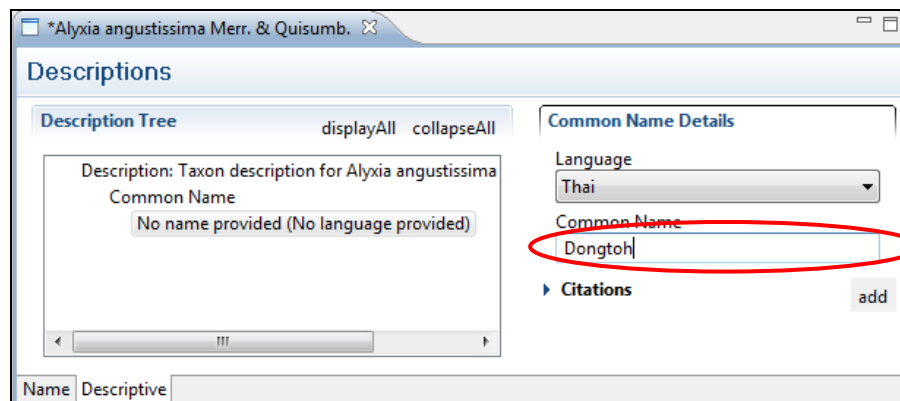 *Alyxia angustissima Merr. & Quisumb.
Descriptions
Description Tree
displayAll collapseAll
Description: Taxon description for Alyxia angustissima
Common Name
No name provided (No language provided)
Common Name Details
Language
Thai
Common Name
Dongtoh
Citations
add
Name Descriptive